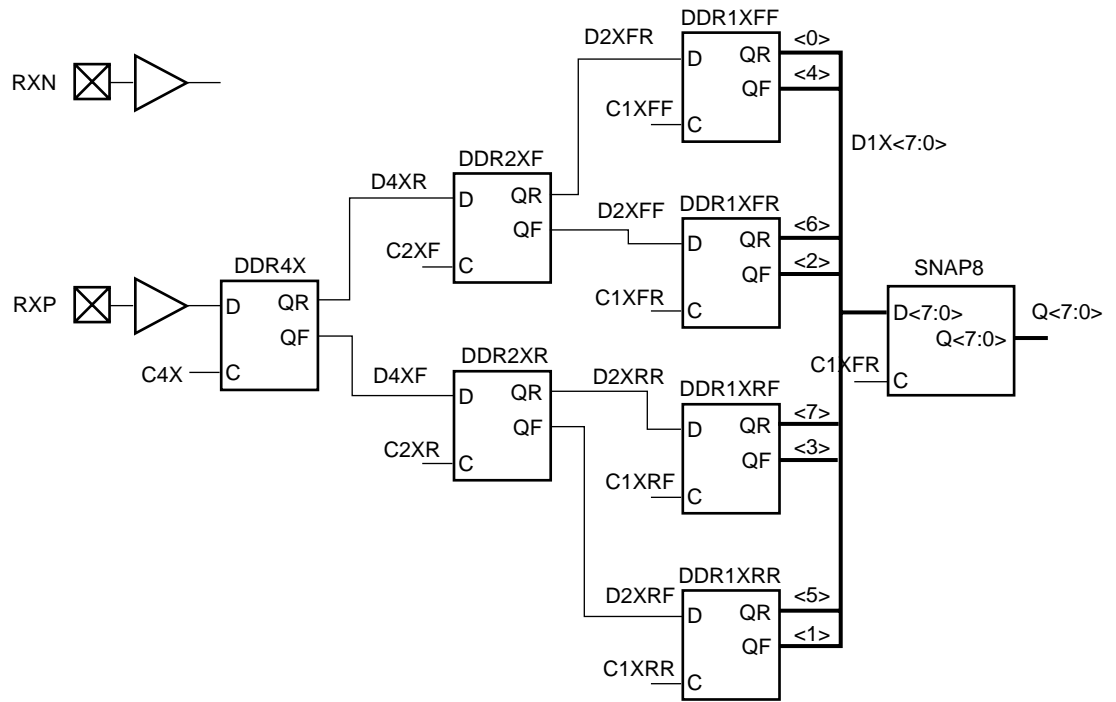 DDR1XFF
<0>
D2XFR
D
QR
<4>
QF
RXN
C1XFF
C
D1X<7:0>
DDR2XF
D4XR
D
QR
D2XFF
DDR1XFR
<6>
QF
D
QR
<2>
C2XF
C
QF
DDR4X
SNAP8
RXP
D
QR
C1XFR
C
D<7:0>
Q<7:0>
QF
Q<7:0>
DDR2XR
C4X
C
D4XF
D
QR
D2XRR
DDR1XRF
C1XFR
C
<7>
QF
D
QR
<3>
C2XR
C
QF
C1XRF
C
DDR1XRR
<5>
D2XRF
D
QR
<1>
QF
C1XRR
C